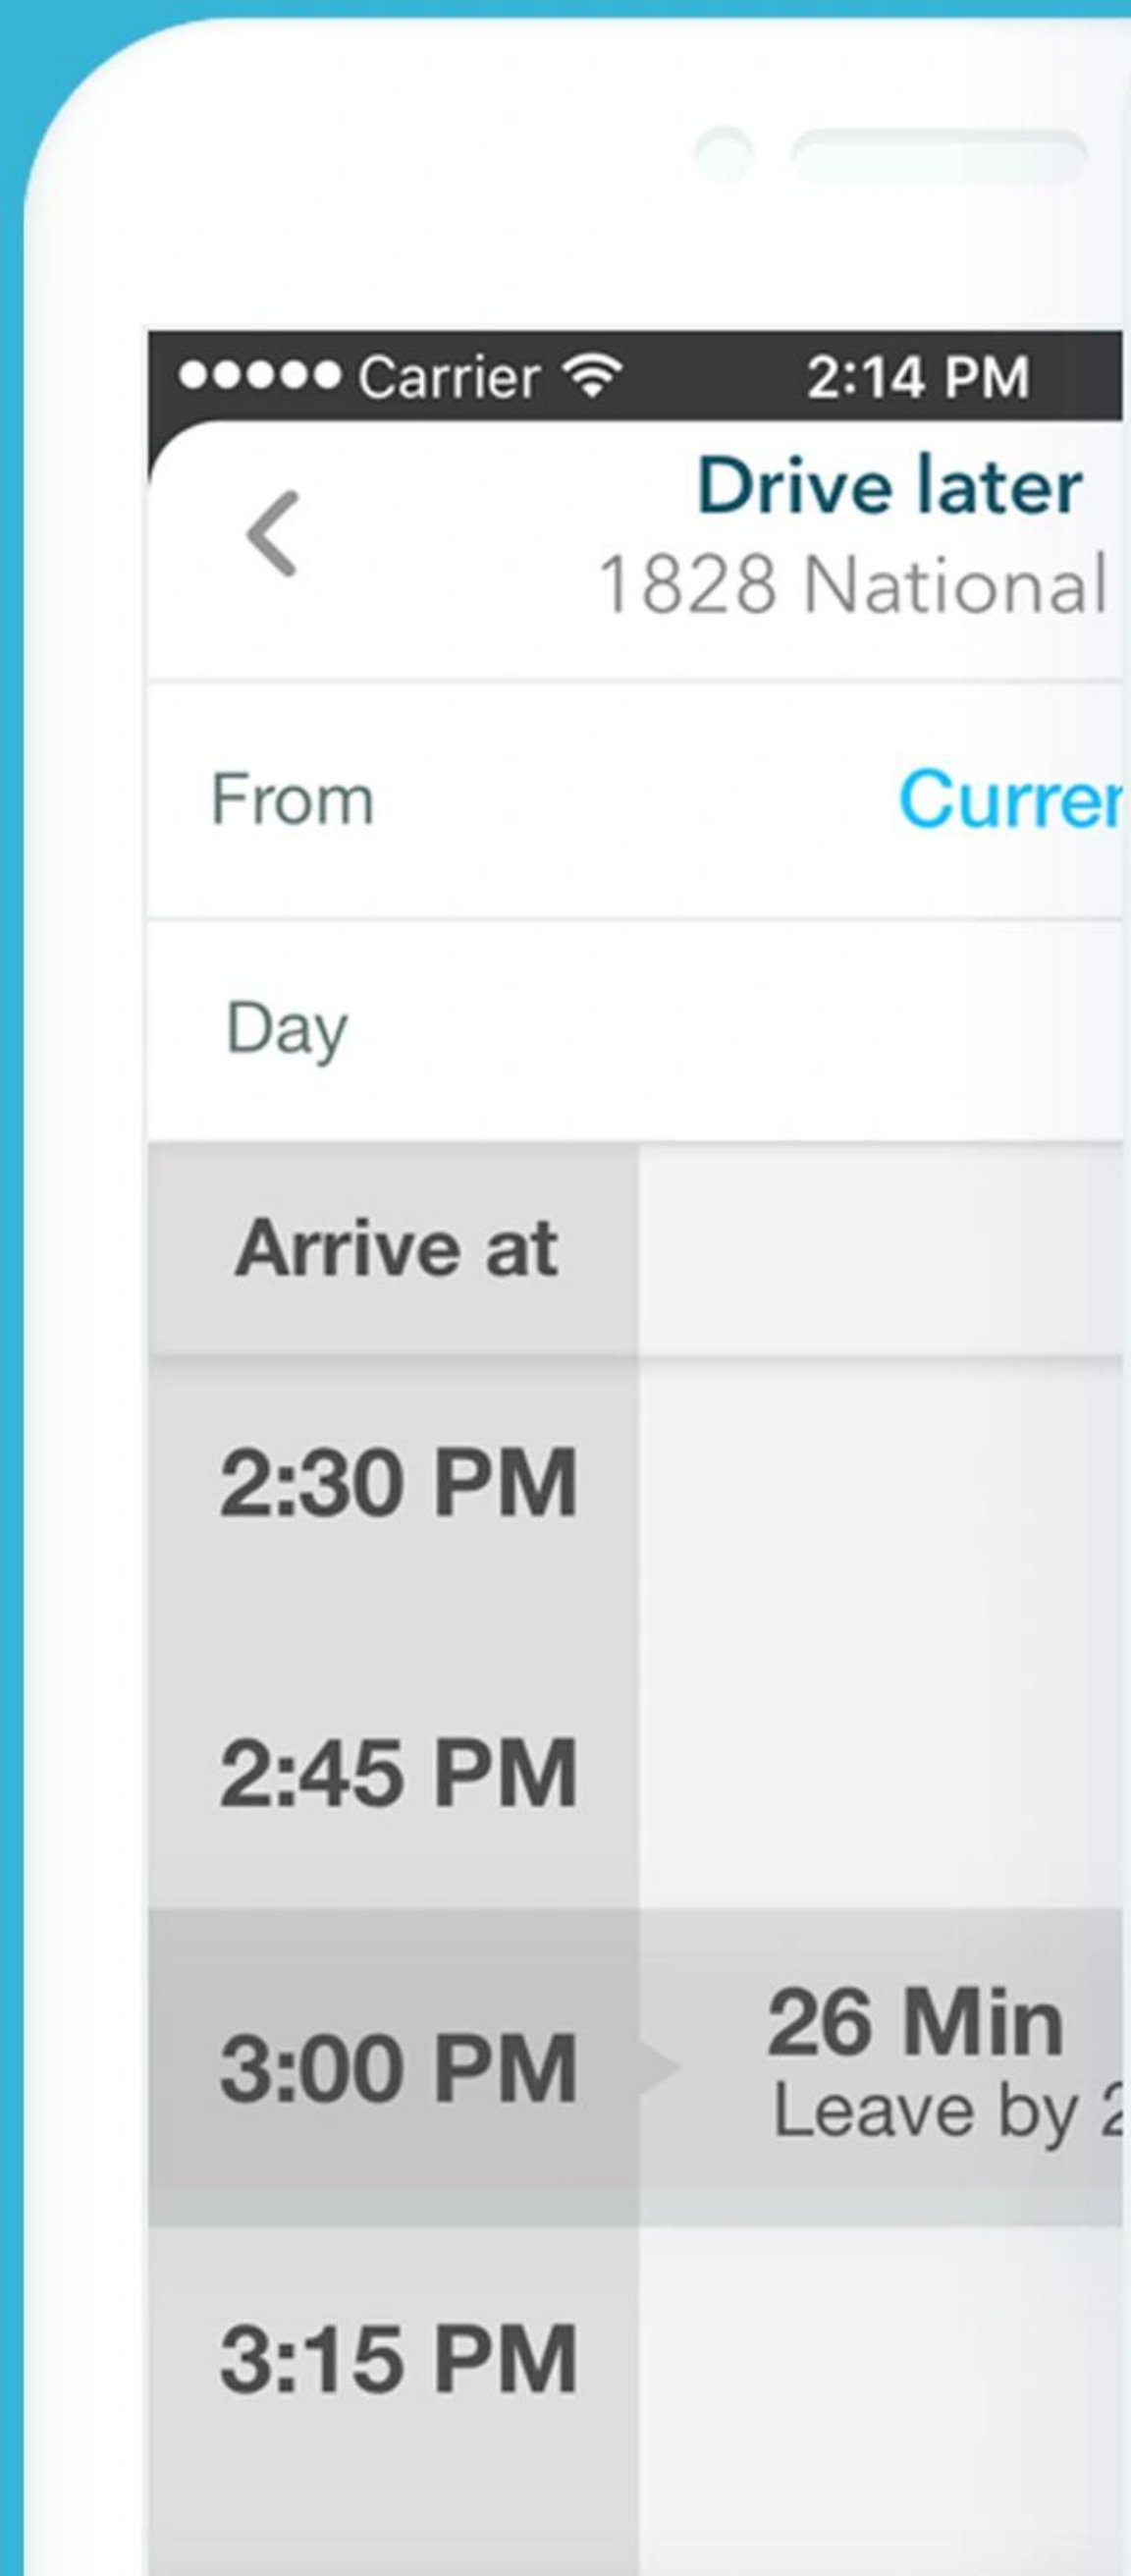 Carrier 2:14 PM
Drive later
1828 National
From Curren
Day
Arrive at
2:30 PM
2:45 PM
3:00 PM
26 Min
Leave by 2
3:15 PM